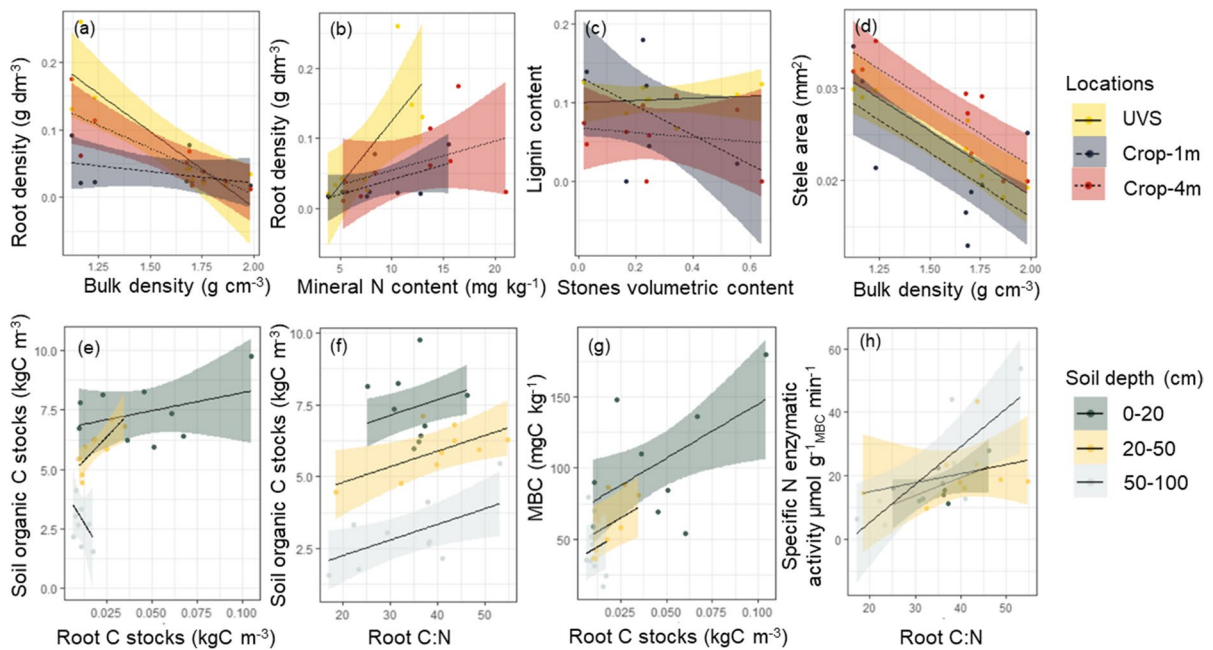 (a)
Root density (g dm⁻³)
0.2
0.1
0.0
1.25 1.50 1.75 2.00
Bulk density (g cm⁻³)
(b)
Root density (g dm⁻³)
0.3
0.2
0.1
0.0
5 10 15 20
Mineral N content (mg kg⁻¹)
(c)
Lignin content
0.2
0.1
0.0
0.0 0.2 0.4 0.6
Stones volumetric content
(d)
Stele area (mm²)
0.03
0.02
1.25 1.50 1.75 2.00
Bulk density (g cm⁻³)
Locations
UVS
Crop-1m
Crop-4m
(e)
Soil organic C stocks (kgC m⁻³)
10.0
7.5
5.0
2.5
0.0
0.025 0.050 0.075 0.100
Root C stocks (kgC m⁻³)
(f)
Soil organic C stocks (kgC m⁻³)
10.0
7.5
5.0
2.5
20 30 40 50
Root C:N
(g)
MBC (mgC kg⁻¹)
150
100
50
0.025 0.050 0.075 0.100
Root C stocks (kgC m⁻³)
(h)
Specific N enzymatic
activity µmol g⁻¹MBC min⁻¹
60
40
20
0
20 30 40 50
Root C:N
Soil depth (cm)
0-20
20-50
50-100